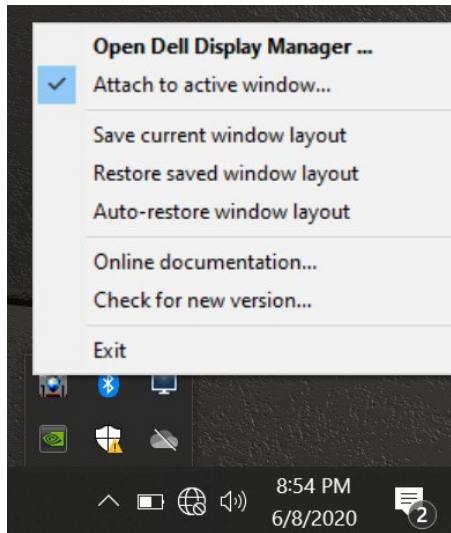 Open Dell Display Manager ...
Attach to active window...
Save current window layout
Restore saved window layout
Auto-restore window layout
Online documentation...
Check for new version...
Exit
8:54 PM
6/8/2020
2